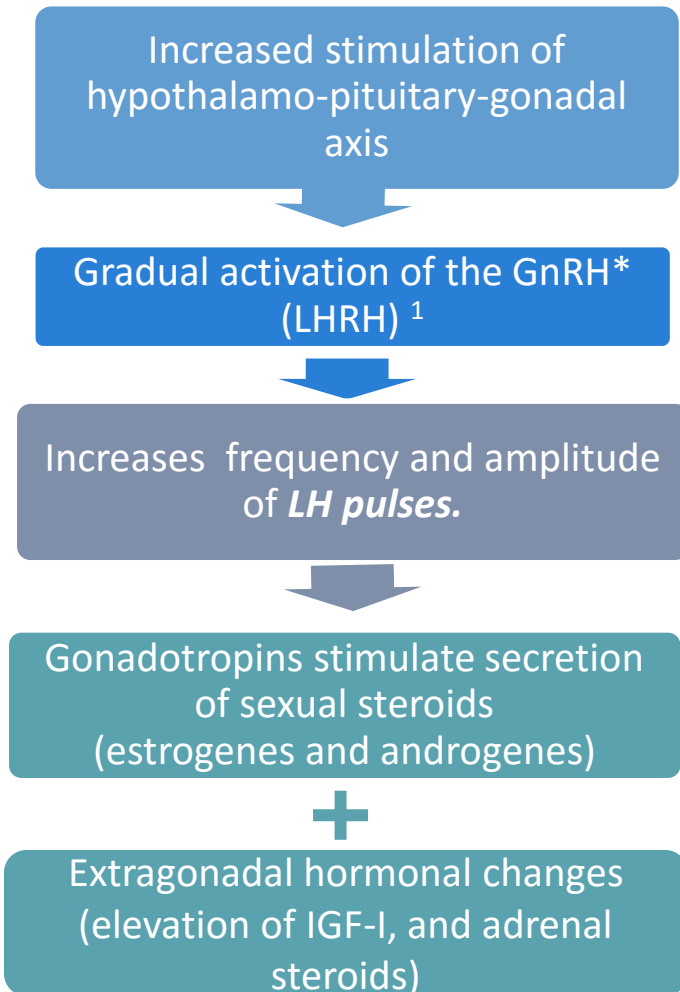 Increased stimulation of
hypothalamo-pituitary-gonadal
axis
Gradual activation of the GnRH*
(LHRH) 1
Increases frequency and amplitude
of LH pulses.
Gonadotropins stimulate secretion
of sexual steroids
(estrogenes and androgenes)
+
Extragonadal hormonal changes
(elevation of IGF-I, and adrenal
steroids)